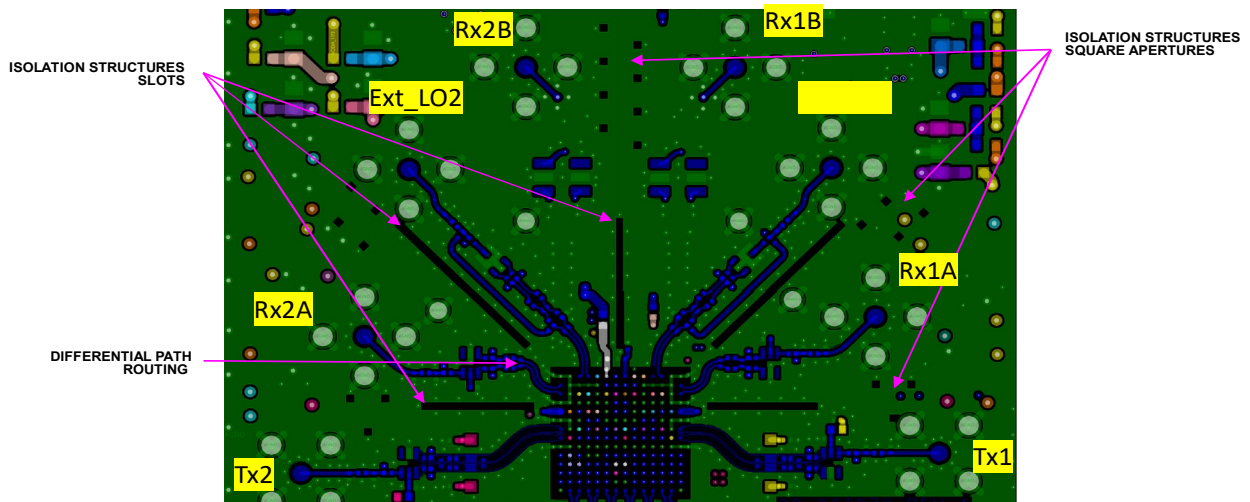 Rx2B
Rx1B
ISOLATION STRUCTURES
SLOTS
ISOLATION STRUCTURES
SQUARE APERTURES
Ext_LO2
Rx1A
Rx2A
DIFFERENTIAL PATH
ROUTING
Tx2
Tx1